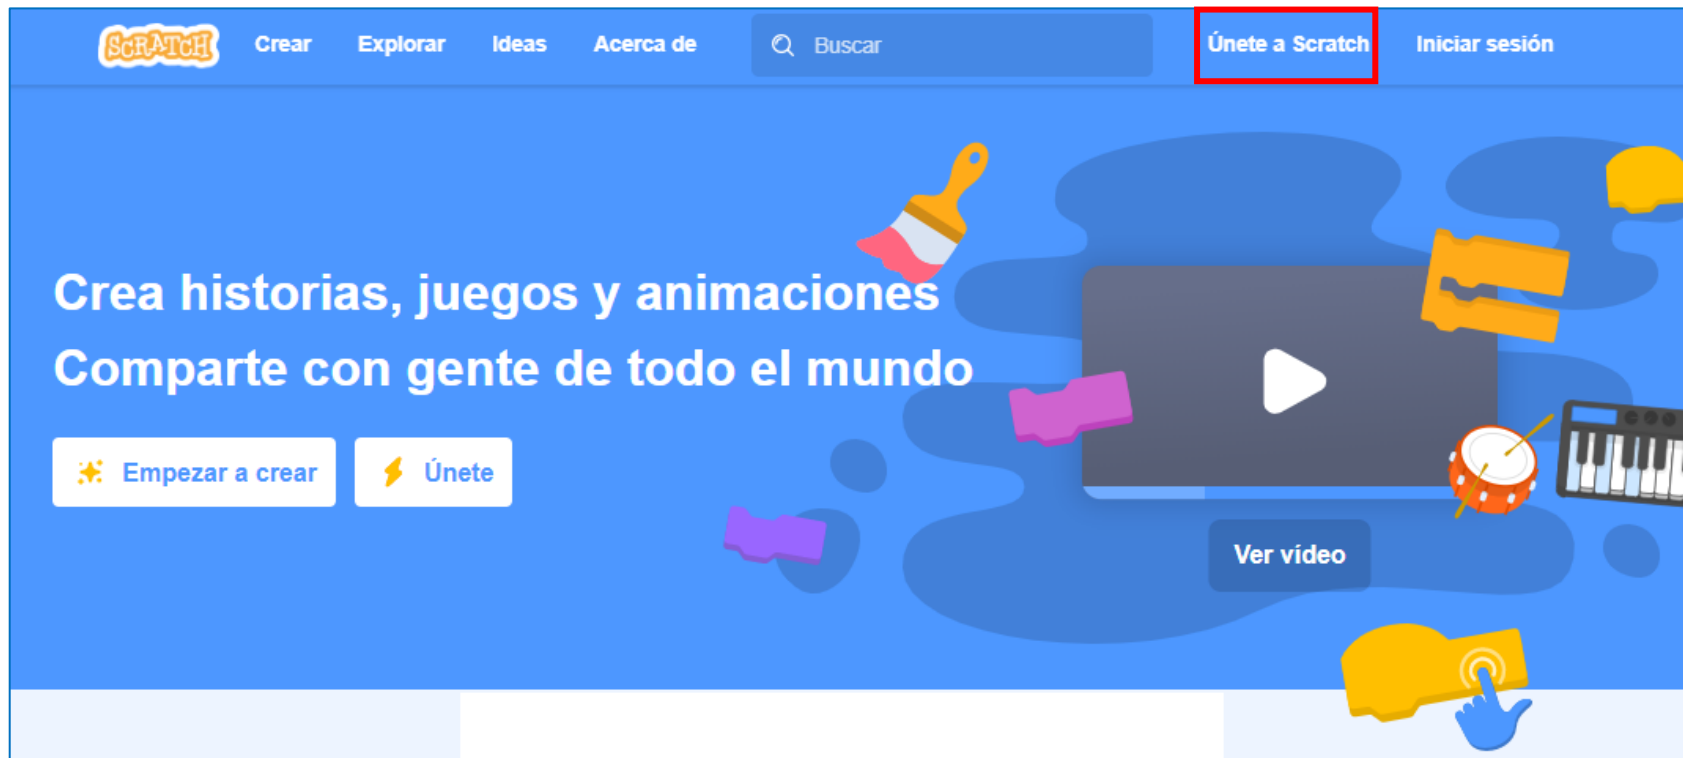 SCRATCH Crear Explorar Ideas Acerca de Buscar Únete a Scratch Iniciar sesión
Crea historias, juegos y animaciones
Comparte con gente de todo el mundo
Empezar a crear Únete
Ver vídeo